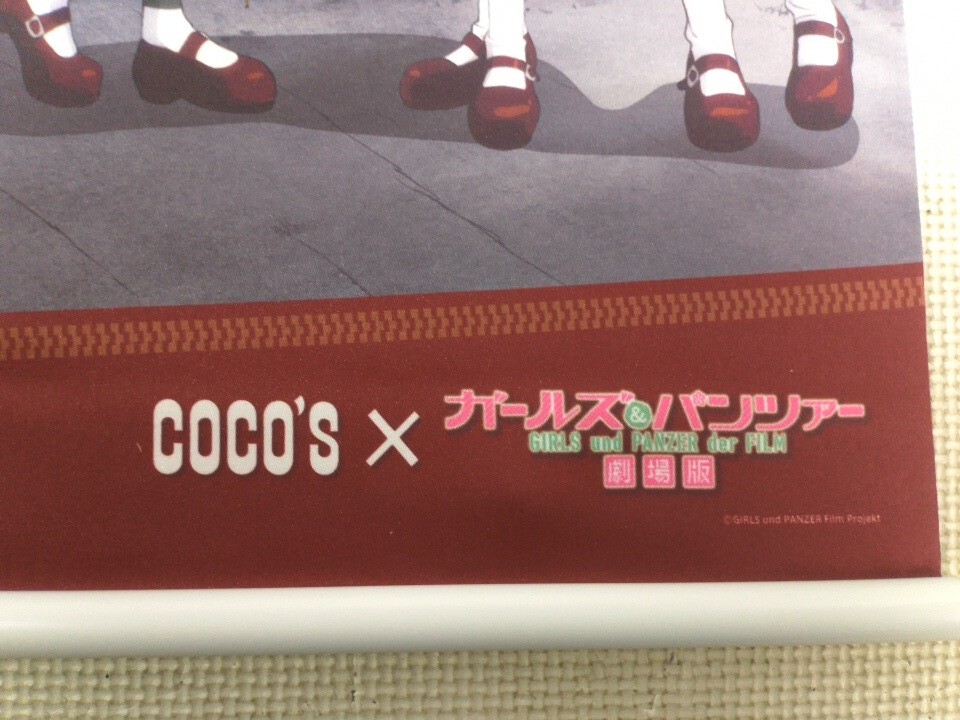 COCO'S × ガールズ&パンツァー
GIRLS und PANZER der FILM
劇場版
©GIRLS und PANZER Film Projekt